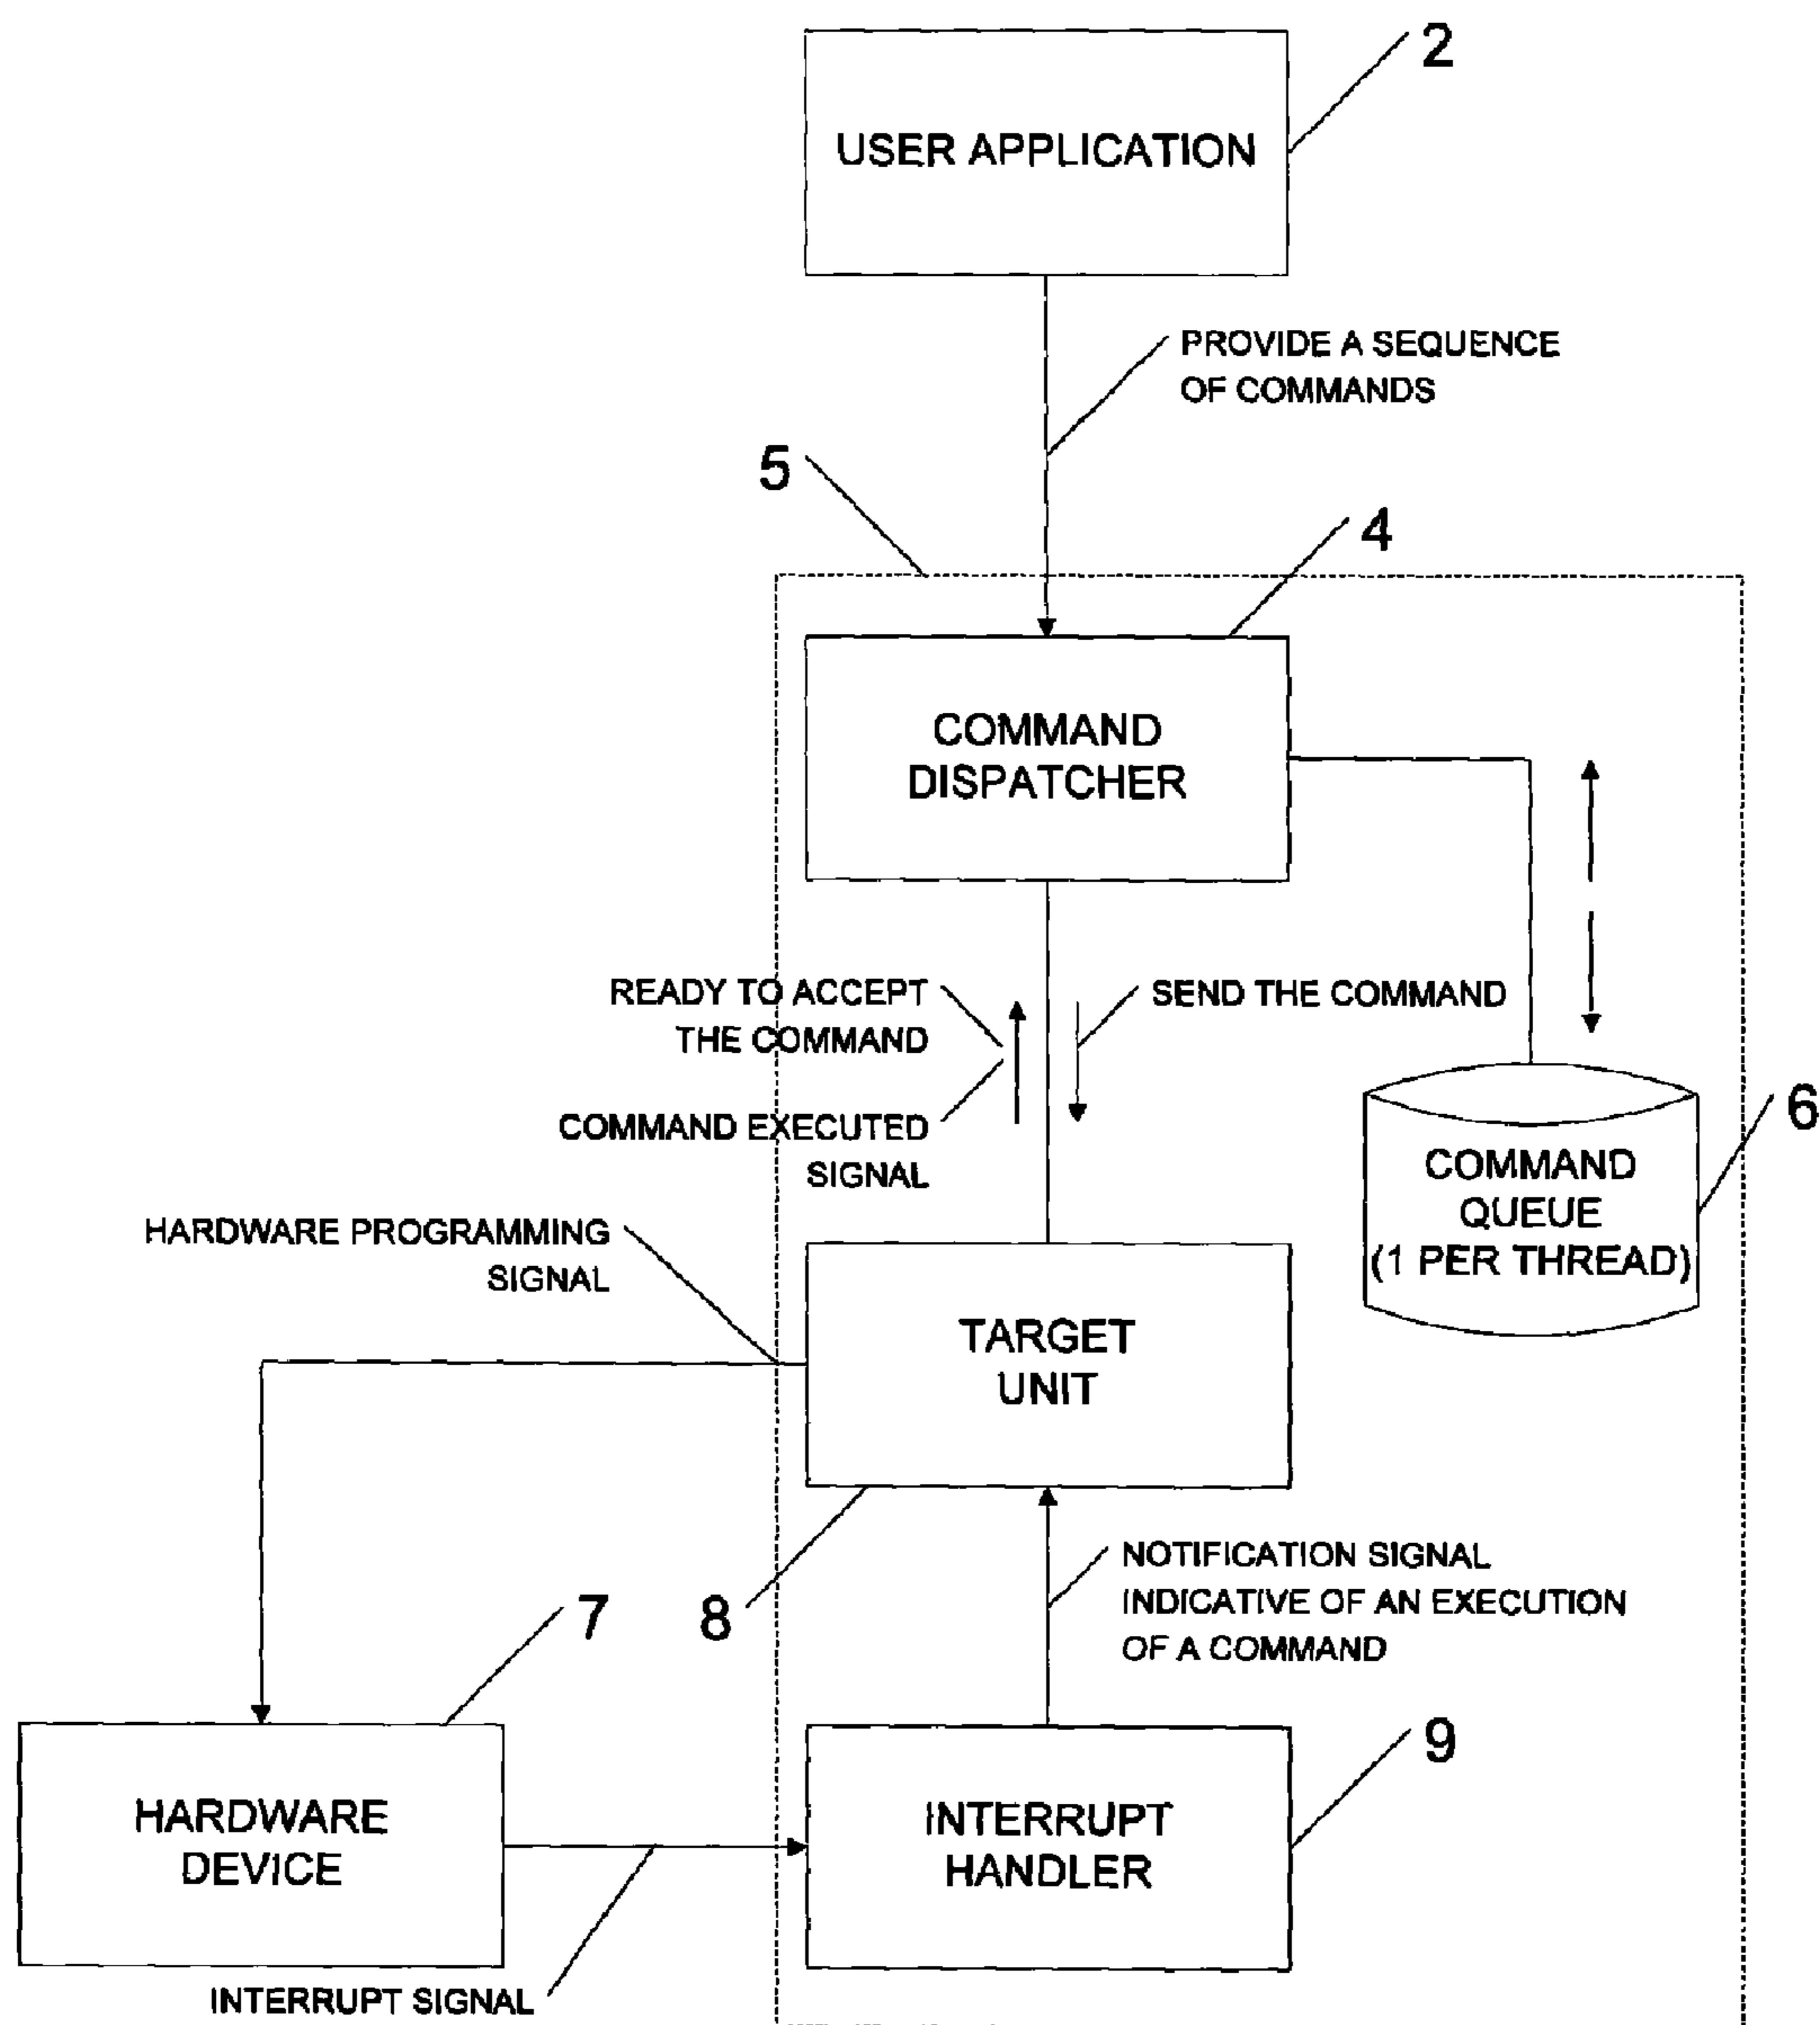 2
USER APPLICATION
PROVIDE A SEQUENCE
OF COMMANDS
5
4
COMMAND
DISPATCHER
READY TO ACCEPT
THE COMMAND
SEND THE COMMAND
COMMAND EXECUTED
SIGNAL
6
COMMAND
QUEUE
(1 PER THREAD)
HARDWARE PROGRAMMING
SIGNAL
TARGET
UNIT
8
NOTIFICATION SIGNAL
INDICATIVE OF AN EXECUTION
OF A COMMAND
7
9
HARDWARE
DEVICE
INTERRUPT
HANDLER
INTERRUPT SIGNAL